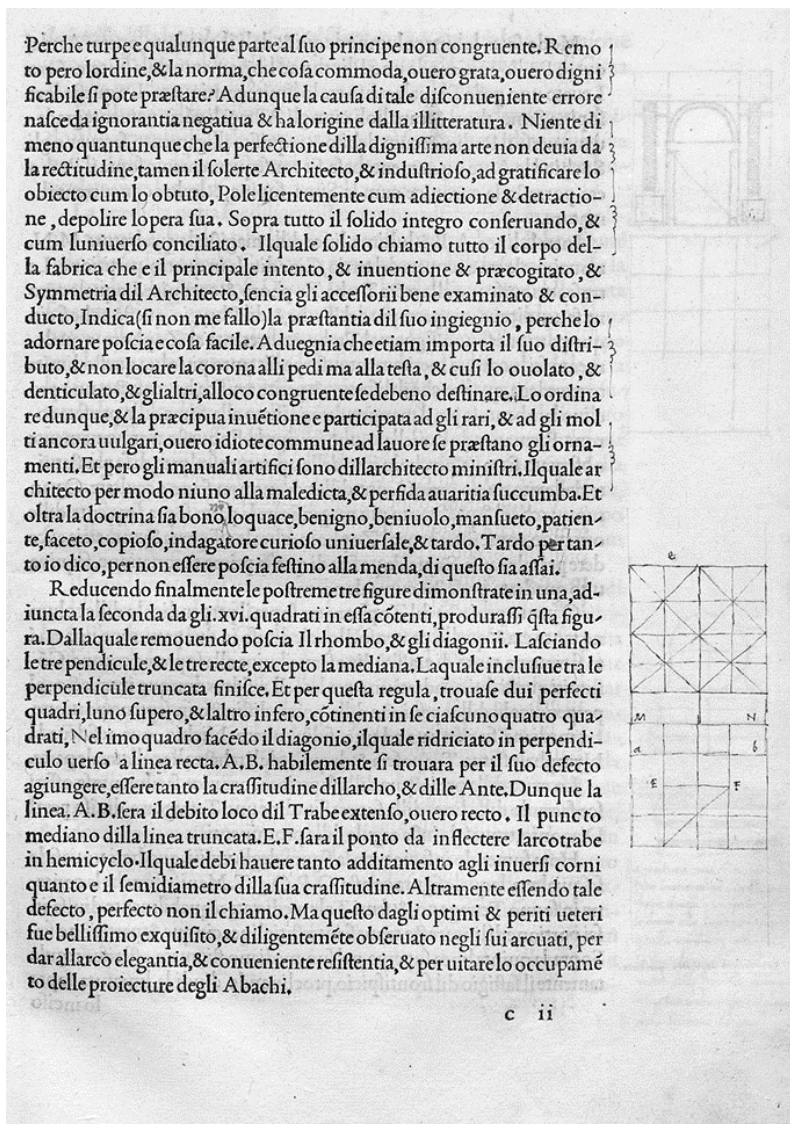 Perche turpe e qualunque parte al ſuo principe non congruente. Remo
to pero lordine, & la norma, che coſa commoda, ouero grata, ouero digni
ficabile ſi pote præſtare? Adunque la cauſa di tale diſconueniente errore
naſce da ignorantia negatiua & ha lorigine dalla illitteratura. Niente di
meno quantunque che la perfectione dilla digniſſima arte non deuia da
la rectitudine, tamen il ſolerte Architecto, & induſtrioſo, ad gratificare lo
obiecto cum lo obtuto, Pole licentemente cum adiectione & detractio-
ne, depolire lopera ſua. Sopra tutto il ſolido integro conſeruando, &
cum luniuerſo conciliato. Ilquale ſolido chiamo tutto il corpo del-
la fabrica che e il principale intento, & inuentione & præcogitato, &
Symmetria dil Architecto, ſencia gli acceſſorii bene examinato & con-
ducto, Indica (ſi non me fallo) la præſtantia dil ſuo ingiegnio, perche lo
adornare poſcia e coſa facile. Aduegnia che etiam importa il ſuo diſtri-
buto, & non locare la corona alli pedi ma alla teſta, & cuſi lo ouolato, &
denticulato, & glialtri, alloco congruente ſe debeno deſtinare. Lo ordina
re dunque, & la præcipua inuētione e participata ad gli rari, & ad gli mol
ti ancora uulgari, ouero idiote commune ad lauore ſe præſtano gli orna-
menti. Et pero gli manuali artifici ſono dillarchitecto miniſtri. Ilquale ar
chitecto per modo niuno alla maledicta, & perfida auaritia ſuccumba. Et
oltra la doctrina ſia bono, loquace, benigno, beniuolo, manſueto, patien-
te, faceto, copioſo, indagatore curioſo uniuerſale, & tardo. Tardo per tan-
to io dico, per non eſſere poſcia feſtino alla menda, di queſto ſia aſſai.
Reducendo finalmente le poſtreme tre figure dimonſtrate in una, ad-
iuncta la ſeconda da gli. xvi. quadrati in eſſa cōtenti, produraſſi q̄ſta figu-
ra. Dallaquale remouendo poſcia Il rhombo, & gli diagonii. Laſciando
le tre pendicule, & le tre recte, excepto la mediana. Laquale incluſiue tra le
perpendicule truncata finiſce. Et per queſta regula, trouaſe dui perfecti
quadri, luno ſupero, & laltro infero, cōtinenti in ſe ciaſcuno quatro qua-
drati, Nel imo quadro facēdo il diagonio, ilquale ridriciato in perpendi-
culo uerſo a linea recta. A.B. habilemente ſi trouara per il ſuo defecto
agiungere, eſſere tanto la craſſitudine dillarcho, & dille Ante. Dunque la
linea. A.B. ſera il debito loco dil Trabe extenſo, ouero recto. Il puncto
mediano dilla linea truncata. E.F. ſara il ponto da inflectere larcotrabe
in hemicyclo. Ilquale debi hauere tanto additamento agli inuerſi corni
quanto e il ſemidiametro dilla ſua craſſitudine. Altramente eſſendo tale
defecto, perfecto non il chiamo. Ma queſto dagli optimi & periti ueteri
fue belliſſimo exquiſito, & diligentemēte obſeruato negli ſui arcuati, per
dar allarco elegantia, & conueniente reſiſtentia, & per uitare lo occupamē
to delle proiecture degli Abachi.
c ii
e
M N
a b
E F